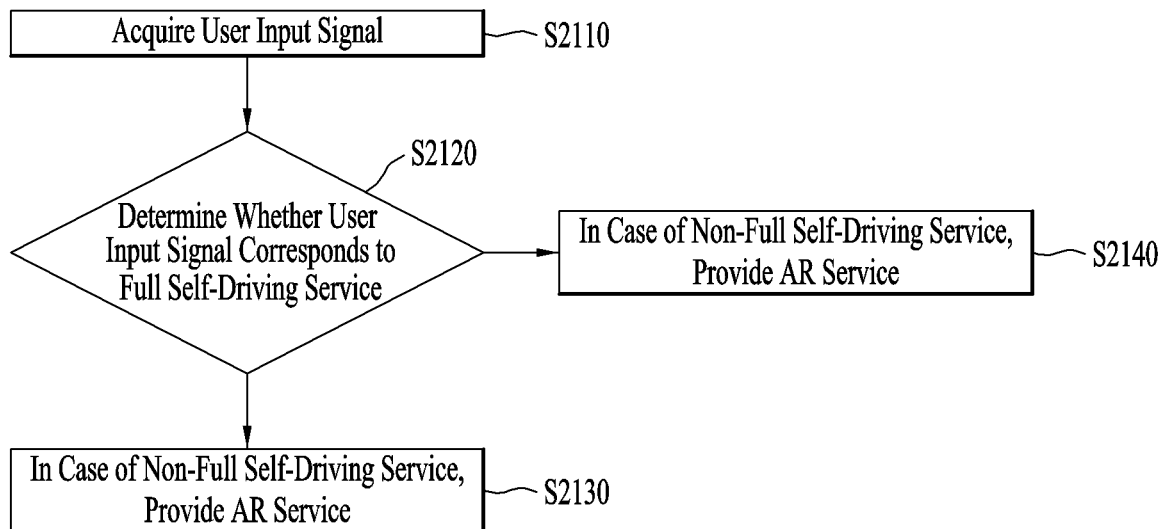 Acquire User Input Signal
S2110
S2120
Determine Whether User
Input Signal Corresponds to
Full Self-Driving Service
In Case of Non-Full Self-Driving Service,
Provide AR Service
S2140
In Case of Non-Full Self-Driving Service,
Provide AR Service
S2130